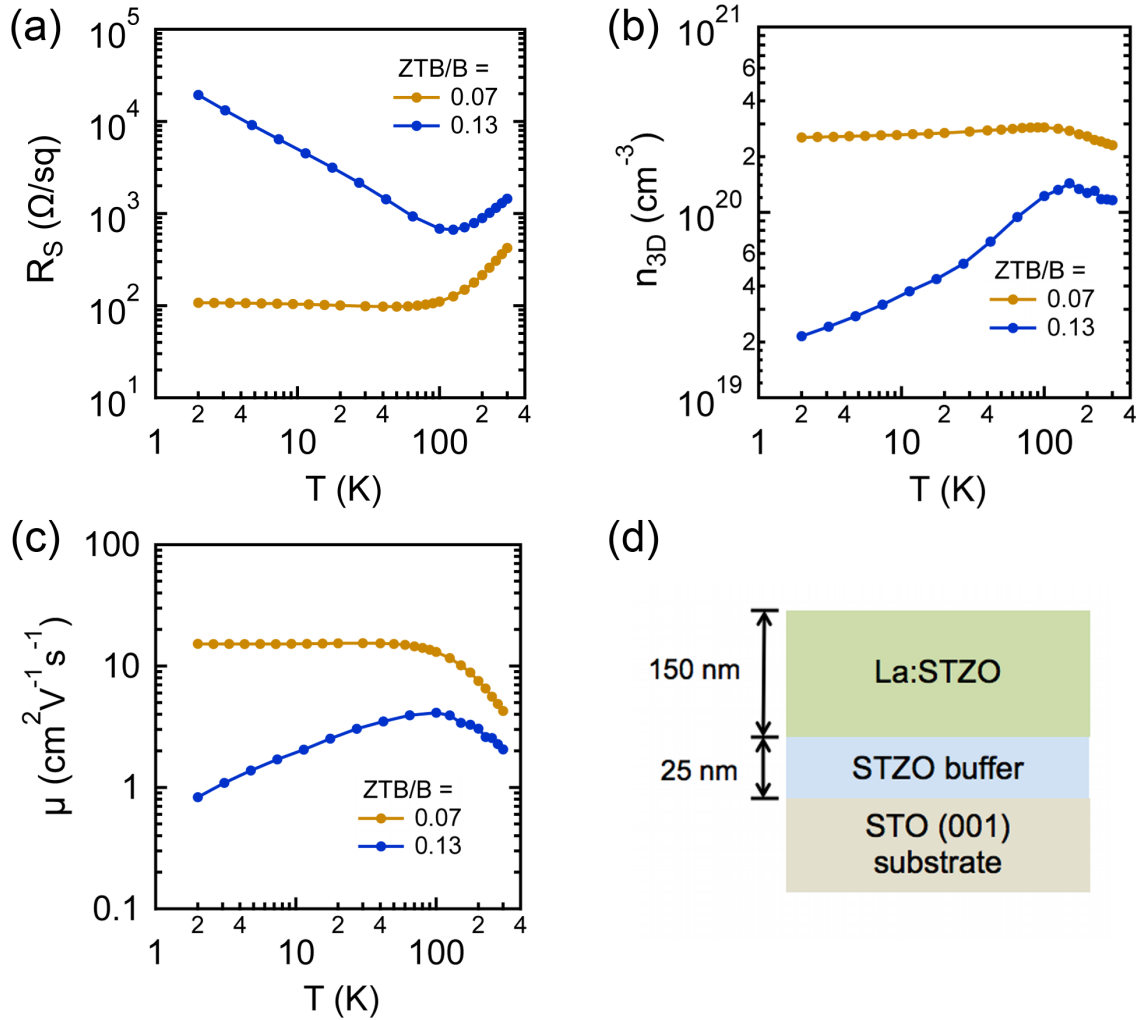 (a)
10^5
10^4
10^3
10^2
10^1
R_S (Ω/sq)
ZTB/B =
0.07
0.13
2 4 2 4 2 4
1 10 100
T (K)
(b)
10^21
6
4
2
10^20
6
4
2
10^19
n_3D (cm^-3)
ZTB/B =
0.07
0.13
2 4 2 4 2 4
1 10 100
T (K)
(c)
100
10
1
0.1
μ (cm^2V^-1s^-1)
ZTB/B =
0.07
0.13
2 4 2 4 2 4
1 10 100
T (K)
(d)
150 nm
La:STZO
25 nm
STZO buffer
STO (001)
substrate